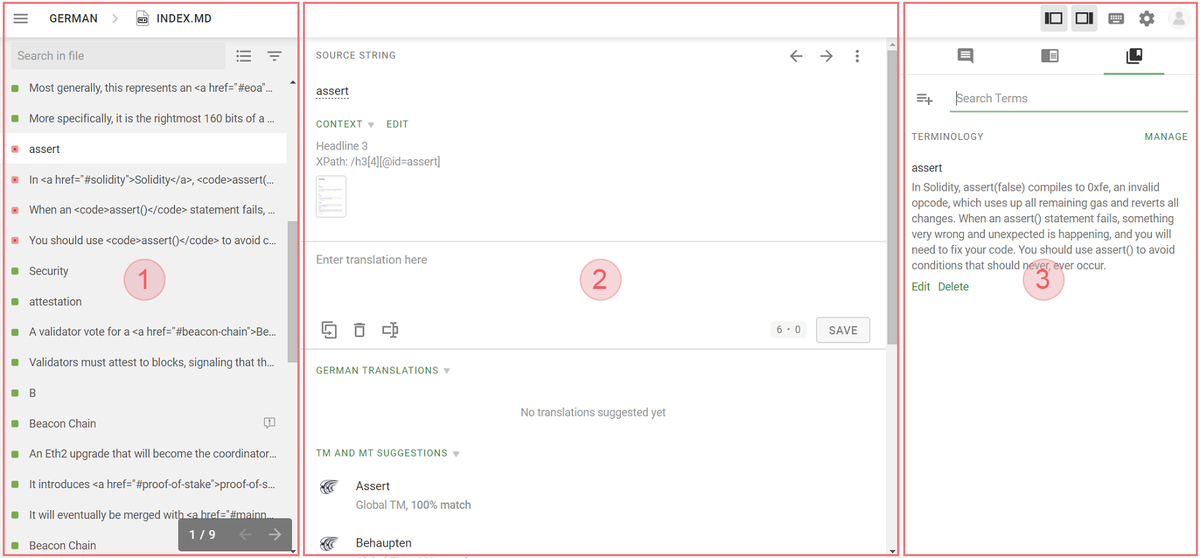 GERMAN
INDEX.MD
Search in file
Most generally, this represents an <a href="#eoa"...
More specifically, it is the rightmost 160 bits of a ...
assert
In <a href="#solidity">Solidity</a>, <code>assert(...
When an <code>assert()</code> statement fails, ...
You should use <code>assert()</code> to avoid c...
Security
attestation
A validator vote for a <a href="#beacon-chain">Be...
Validators must attest to blocks, signaling that th...
B
Beacon Chain
An Eth2 upgrade that will become the coordinator...
It introduces <a href="#proof-of-stake">proof-of-s...
It will eventually be merged with <a href="#mainn...
Beacon Chain
1 / 9
1
SOURCE STRING
assert
CONTEXT
EDIT
Headline 3
XPath: /h3[4][@id=assert]
Enter translation here
2
6 • 0
SAVE
GERMAN TRANSLATIONS
No translations suggested yet
TM AND MT SUGGESTIONS
Assert
Global TM, 100% match
Behaupten
Search Terms
TERMINOLOGY
MANAGE
assert
In Solidity, assert(false) compiles to 0xfe, an invalid
opcode, which uses up all remaining gas and reverts all
changes. When an assert() statement fails, something
very wrong and unexpected is happening, and you will
need to fix your code. You should use assert() to avoid
conditions that should never, ever occur.
Edit
Delete
3